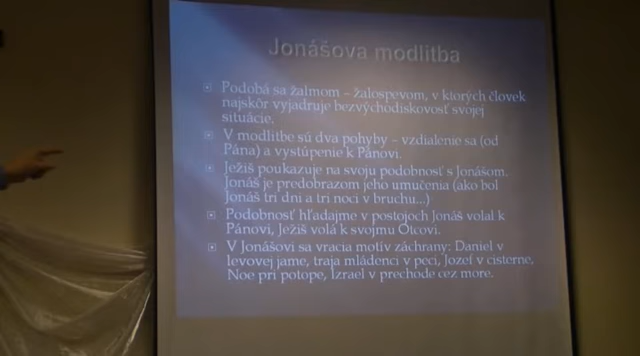 Jonášova modlitba
Podobá sa žalmom – žalospevom, v ktorých človek
najskôr vyjadruje bezvýchodiskovosť svojej
situácie.
V modlitbe sú dva pohyby – vzdialenie sa (od
Pána) a vystúpenie k Pánovi.
Ježiš poukazuje na svoju podobnosť s Jonášom.
Jonáš je predobrazom jeho umučenia (ako bol
Jonáš tri dni a tri noci v bruchu...)
Podobnosť hľadajme v postojoch Jonáš volal k
Pánovi, Ježiš volá k svojmu Otcovi.
V Jonášovi sa vracia motív záchrany: Daniel v
levovej jame, traja mládenci v peci, Jozef v cisterne,
Noe pri potope, Izrael v prechode cez more.